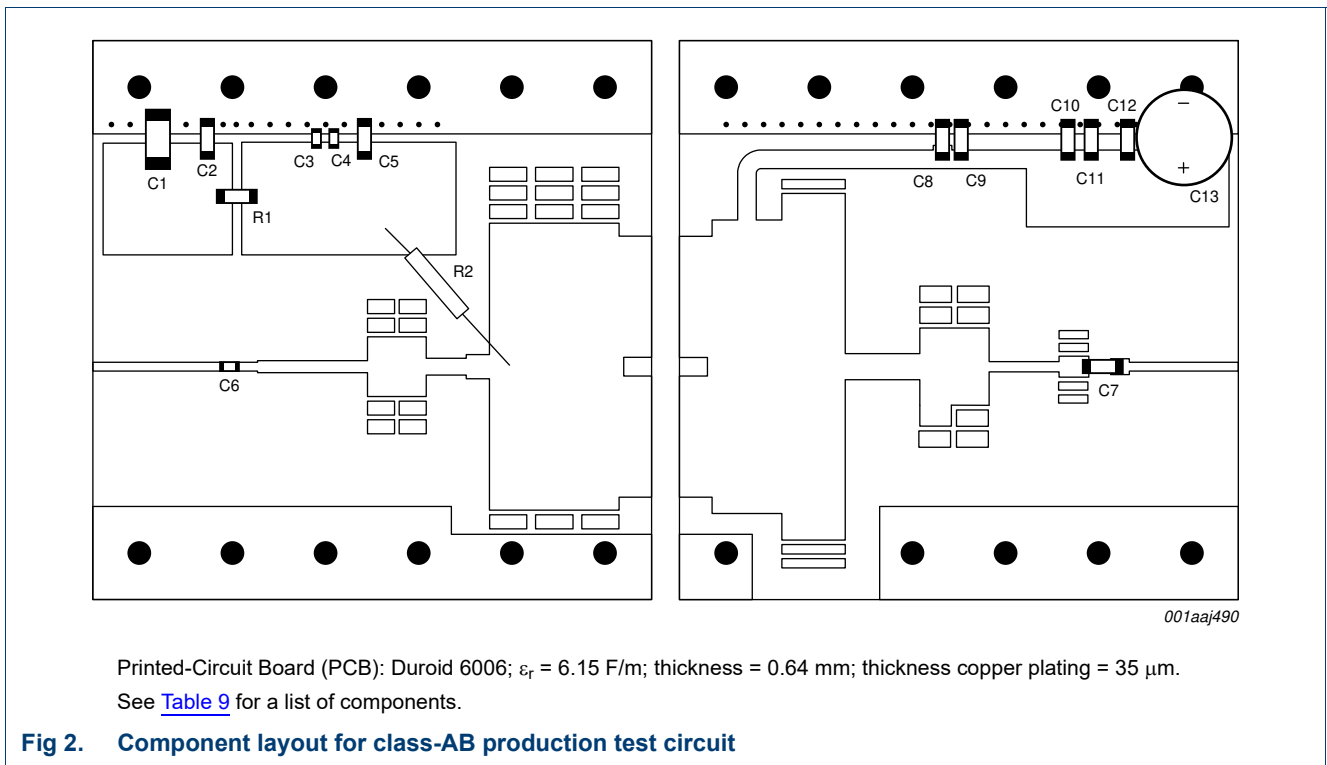 C10 C12
−
C3 C4 C5
C1 C2 C8 C9 C11 + C13
R1
R2
C6 C7
001aaj490
Printed-Circuit Board (PCB): Duroid 6006; εr = 6.15 F/m; thickness = 0.64 mm; thickness copper plating = 35 μm.
See Table 9 for a list of components.
Fig 2. Component layout for class-AB production test circuit